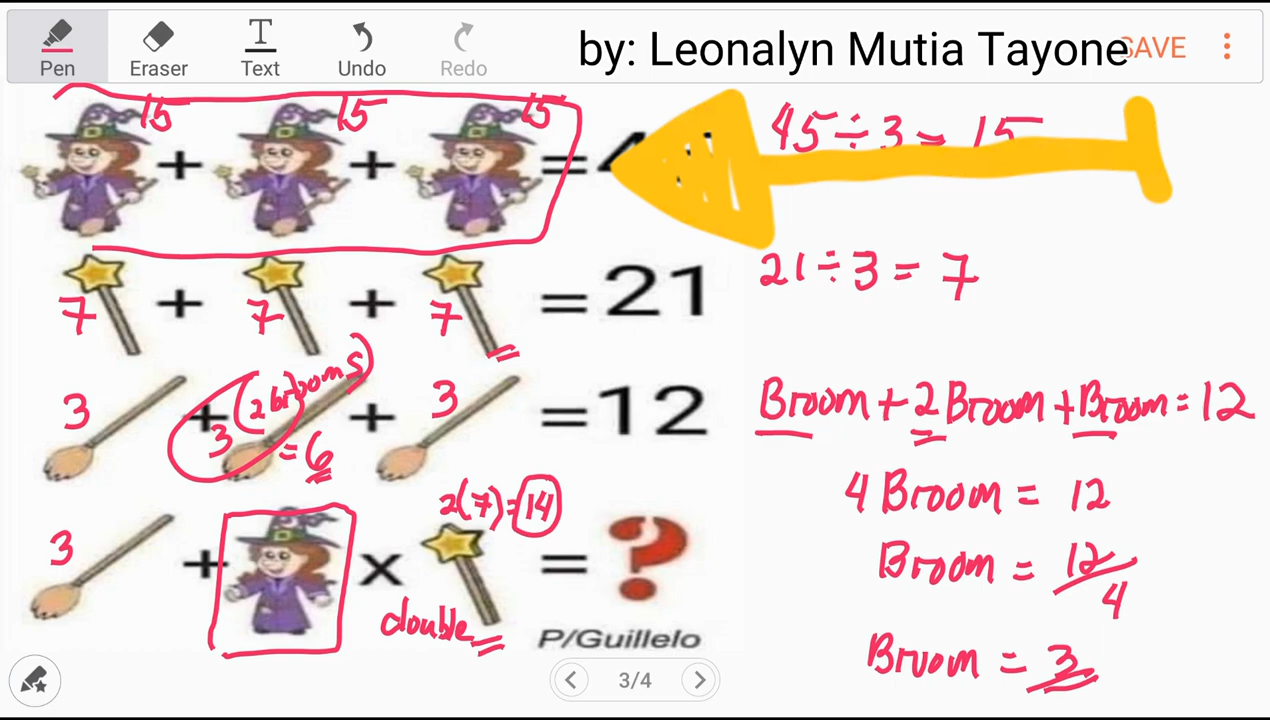 Pen Eraser Text Undo Redo SAVE
by: Leonalyn Mutia Tayone
15 15 15
+ + =
45 ÷ 3 = 15
7 + 7 + 7 = 21
21 ÷ 3 = 7
3 + 3 (2 brooms) = 6 + 3 = 12
Broom + 2 Broom + Broom = 12
4 Broom = 12
2(7) = 14
3 + x = ?
Broom = 12/4
double
P/Guillelo
Broom = 3
3/4